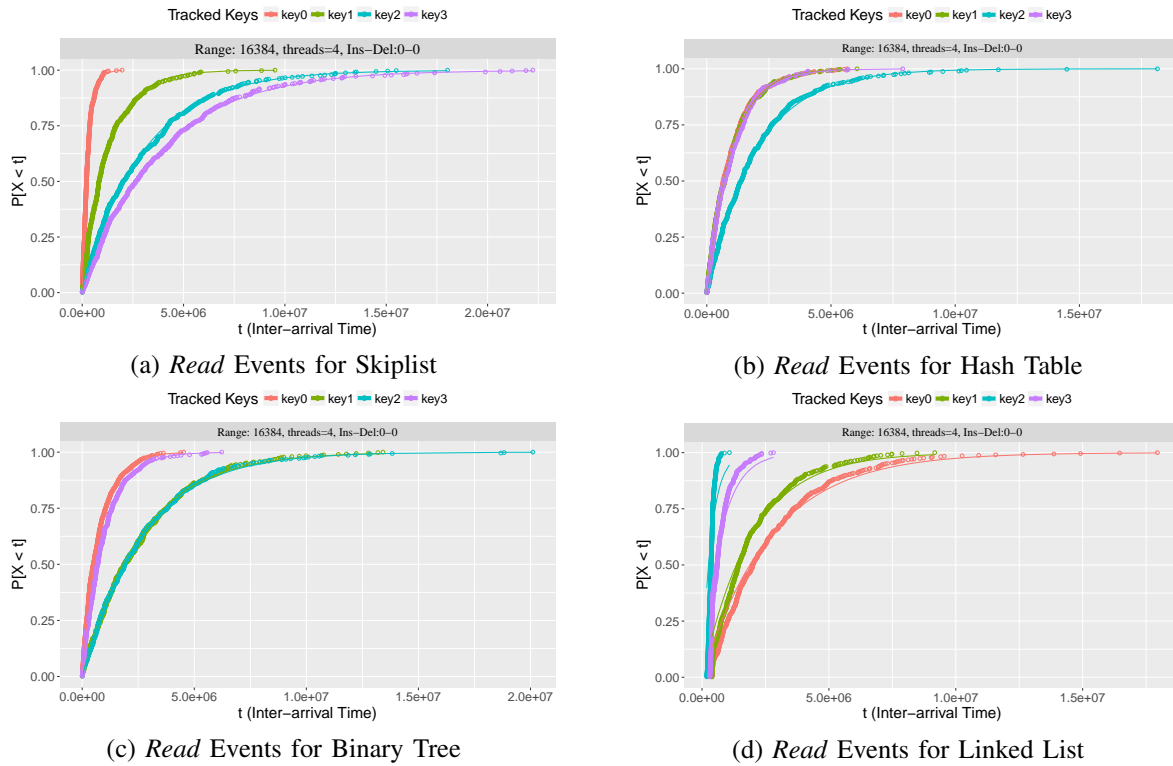 Tracked Keys key0 key1 key2 key3
Range: 16384, threads=4, Ins−Del:0−0
1.00
0.75
0.50
0.25
0.00
P[X < t]
0.0e+00 5.0e+06 1.0e+07 1.5e+07 2.0e+07
t (Inter−arrival Time)
(a) Read Events for Skiplist
Tracked Keys key0 key1 key2 key3
Range: 16384, threads=4, Ins−Del:0−0
1.00
0.75
0.50
0.25
0.00
P[X < t]
0.0e+00 5.0e+06 1.0e+07 1.5e+07
t (Inter−arrival Time)
(b) Read Events for Hash Table
Tracked Keys key0 key1 key2 key3
Range: 16384, threads=4, Ins−Del:0−0
1.00
0.75
0.50
0.25
0.00
P[X < t]
0.0e+00 5.0e+06 1.0e+07 1.5e+07 2.0e+07
t (Inter−arrival Time)
(c) Read Events for Binary Tree
Tracked Keys key0 key1 key2 key3
Range: 16384, threads=4, Ins−Del:0−0
1.00
0.75
0.50
0.25
0.00
P[X < t]
0.0e+00 5.0e+06 1.0e+07 1.5e+07
t (Inter−arrival Time)
(d) Read Events for Linked List